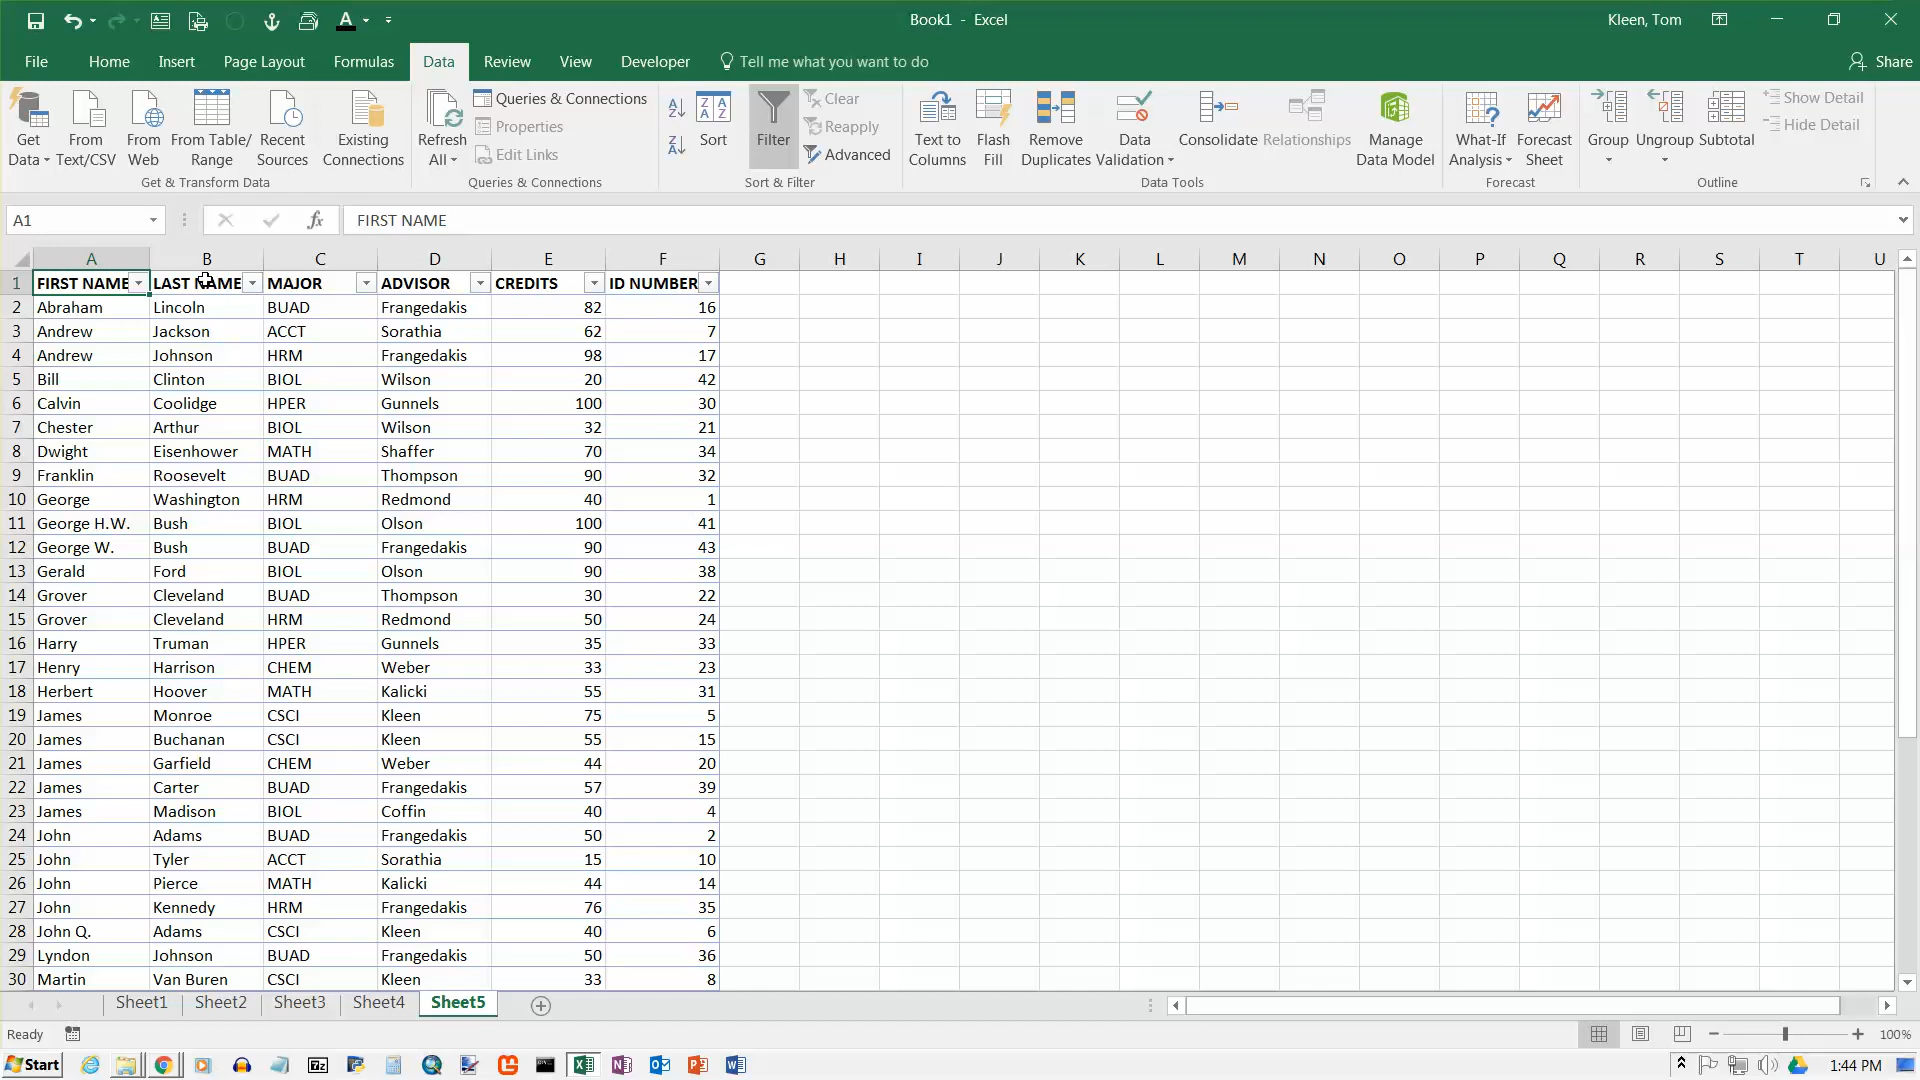 Book1 - Excel
Kleen, Tom
File Home Insert Page Layout Formulas Data Review View Developer Tell me what you want to do Share
Get Data
From Text/CSV
From Web
From Table/ Range
Recent Sources
Existing Connections
Get & Transform Data
Refresh All
Queries & Connections
Properties
Edit Links
Queries & Connections
Sort
Filter
Clear
Reapply
Advanced
Sort & Filter
Text to Columns
Flash Fill
Remove Duplicates
Data Validation
Consolidate
Relationships
Manage Data Model
Data Tools
What-If Analysis
Forecast Sheet
Forecast
Group
Ungroup
Subtotal
Show Detail
Hide Detail
Outline
A1 fx FIRST NAME
A B C D E F G H I J K L M N O P Q R S T U
1 FIRST NAME LAST NAME MAJOR ADVISOR CREDITS ID NUMBER
2 Abraham Lincoln BUAD Frangedakis 82 16
3 Andrew Jackson ACCT Sorathia 62 7
4 Andrew Johnson HRM Frangedakis 98 17
5 Bill Clinton BIOL Wilson 20 42
6 Calvin Coolidge HPER Gunnels 100 30
7 Chester Arthur BIOL Wilson 32 21
8 Dwight Eisenhower MATH Shaffer 70 34
9 Franklin Roosevelt BUAD Thompson 90 32
10 George Washington HRM Redmond 40 1
11 George H.W. Bush BIOL Olson 100 41
12 George W. Bush BUAD Frangedakis 90 43
13 Gerald Ford BIOL Olson 90 38
14 Grover Cleveland BUAD Thompson 30 22
15 Grover Cleveland HRM Redmond 50 24
16 Harry Truman HPER Gunnels 35 33
17 Henry Harrison CHEM Weber 33 23
18 Herbert Hoover MATH Kalicki 55 31
19 James Monroe CSCI Kleen 75 5
20 James Buchanan CSCI Kleen 55 15
21 James Garfield CHEM Weber 44 20
22 James Carter BUAD Frangedakis 57 39
23 James Madison BIOL Coffin 40 4
24 John Adams BUAD Frangedakis 50 2
25 John Tyler ACCT Sorathia 15 10
26 John Pierce MATH Kalicki 44 14
27 John Kennedy HRM Frangedakis 76 35
28 John Q. Adams CSCI Kleen 40 6
29 Lyndon Johnson BUAD Frangedakis 50 36
30 Martin Van Buren CSCI Kleen 33 8
Sheet1 Sheet2 Sheet3 Sheet4 Sheet5
Ready 100%
Start 1:44 PM